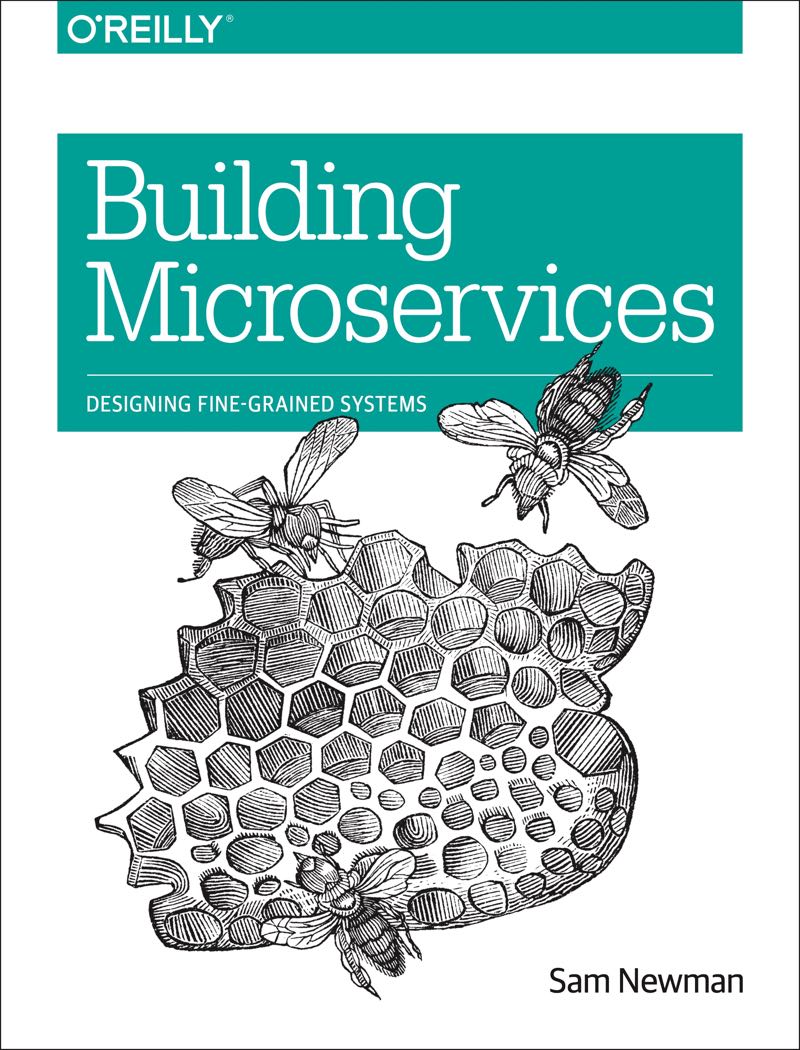 O'REILLY®
Building
Microservices
DESIGNING FINE-GRAINED SYSTEMS
Sam Newman